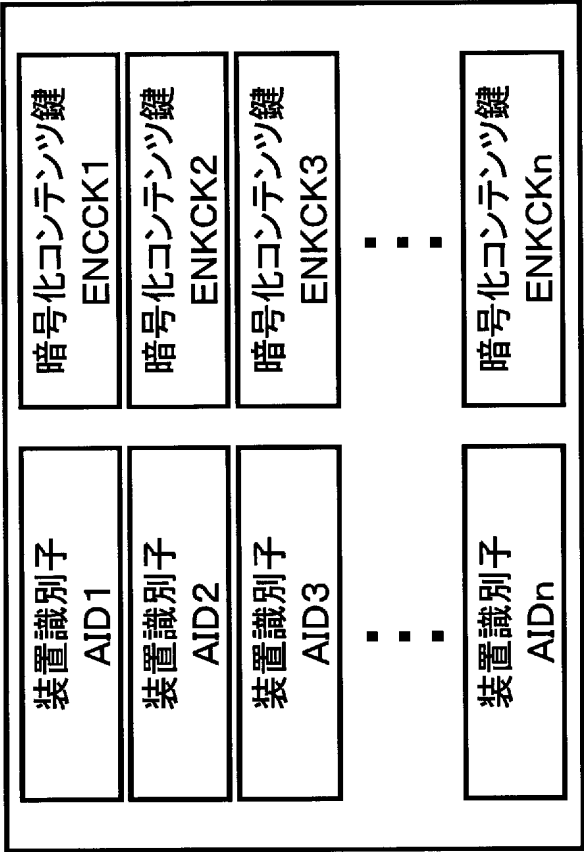 装置識別子
AID1
暗号化コンテンツ鍵
ENCCK1
装置識別子
AID2
暗号化コンテンツ鍵
ENKCK2
装置識別子
AID3
暗号化コンテンツ鍵
ENKCK3
装置識別子
AIDn
暗号化コンテンツ鍵
ENKCKn